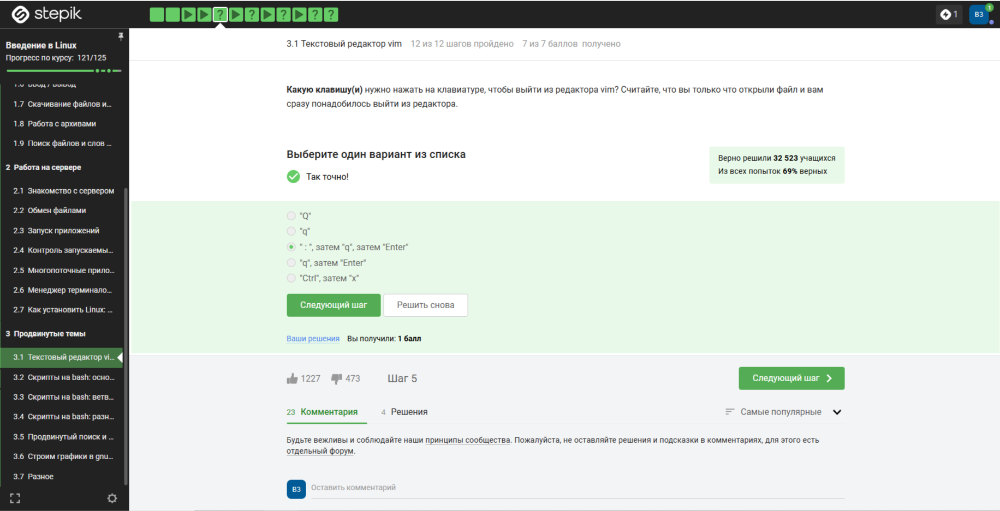 stepik
? ? ? ? ?
1
ВЗ
1
Введение в Linux
Прогресс по курсу: 121/125
1.6 Ввод / Вывод
1.7 Скачивание файлов и...
1.8 Работа с архивами
1.9 Поиск файлов и слов ...
2 Работа на сервере
2.1 Знакомство с сервером
2.2 Обмен файлами
2.3 Запуск приложений
2.4 Контроль запускаемы...
2.5 Многопоточные прило...
2.6 Менеджер терминало...
2.7 Как установить Linux: ...
3 Продвинутые темы
3.1 Текстовый редактор vi...
3.2 Скрипты на bash: осно...
3.3 Скрипты на bash: ветв...
3.4 Скрипты на bash: разн...
3.5 Продвинутый поиск и ...
3.6 Строим графики в gnu...
3.7 Разное
3.1 Текстовый редактор vim 12 из 12 шагов пройдено 7 из 7 баллов получено
Какую клавишу(и) нужно нажать на клавиатуре, чтобы выйти из редактора vim? Считайте, что вы только что открыли файл и вам
сразу понадобилось выйти из редактора.
Выберите один вариант из списка
Так точно!
Верно решили 32 523 учащихся
Из всех попыток 69% верных
"Q"
"q"
" : ", затем "q", затем "Enter"
"q", затем "Enter"
"Ctrl", затем "x"
Следующий шаг
Решить снова
Ваши решения Вы получили: 1 балл
1227 473 Шаг 5
Следующий шаг
23 Комментария 4 Решения
Самые популярные
Будьте вежливы и соблюдайте наши принципы сообщества. Пожалуйста, не оставляйте решения и подсказки в комментариях, для этого есть
отдельный форум.
ВЗ
Оставить комментарий